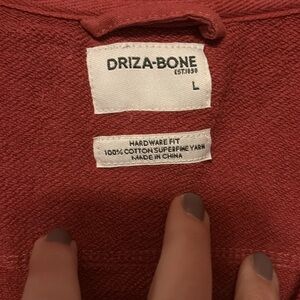 DRIZA-BONE
EST.1898
L
HARDWARE FIT
100% COTTON SUPERFINE YARN
MADE IN CHINA